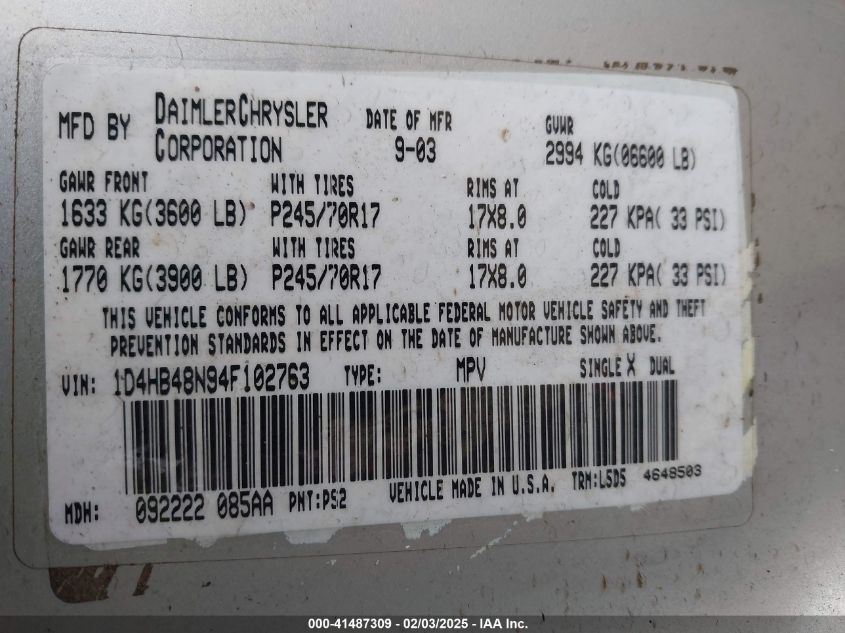 MFD BY DAIMLERCHRYSLER CORPORATION DATE OF MFR 9-03 GVWR 2994 KG(06600 LB)
GAWR FRONT WITH TIRES RIMS AT COLD
1633 KG(3600 LB) P245/70R17 17X8.0 227 KPA( 33 PSI)
GAWR REAR WITH TIRES RIMS AT COLD
1770 KG(3900 LB) P245/70R17 17X8.0 227 KPA( 33 PSI)
THIS VEHICLE CONFORMS TO ALL APPLICABLE FEDERAL MOTOR VEHICLE SAFETY AND THEFT
PREVENTION STANDARDS IN EFFECT ON THE DATE OF MANUFACTURE SHOWN ABOVE.
VIN: 1D4HB48N94F102763 TYPE: MPV SINGLE X DUAL
MDH: 092222 085AA PNT:PS2 VEHICLE MADE IN U.S.A. TRM:L5D5 4648503
000-41487309 - 02/03/2025 - IAA Inc.